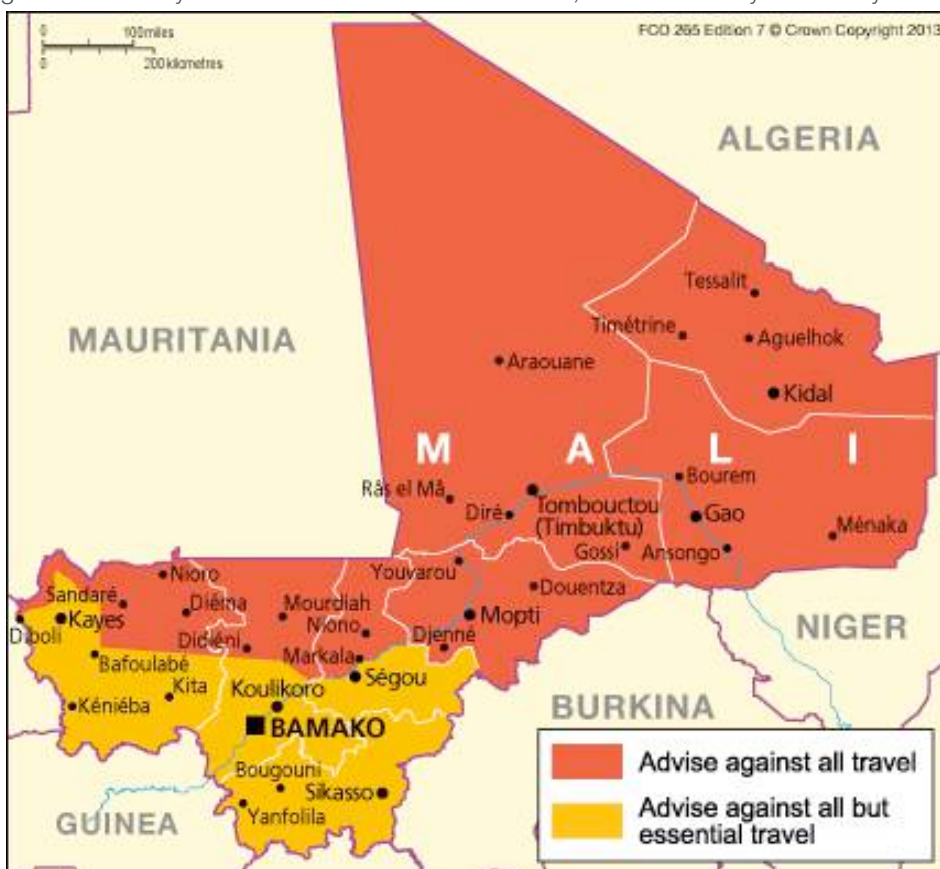 100miles
0
0
200 kilometres
FCO 265 Edition 7 © Crown Copyright 2013
ALGERIA
MAURITANIA
Tessalit
Timétrine
Aguelhok
Araouane
Kidal
M A L I
Râs el Mâ
Bourem
Diré
Tombouctou
(Timbuktu)
Gao
Ménaka
Gossi
Ansongo
Youvarou
Douentza
Nioro
Sandaré
Diéma
Mourdiah
Mopti
Kayes
Niono
Diboli
Didiéni
Djenné
NIGER
Bafoulabé
Markala
Ségou
Kita
Koulikoro
Kéniéba
BAMAKO
BURKINA
Bougouni
Sikasso
Yanfolila
GUINEA
Advise against all travel
Advise against all but
essential travel